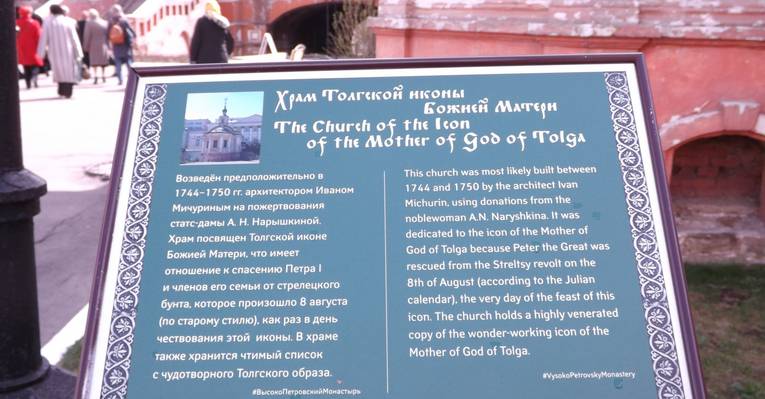 Храм Толгской иконы
Божией Матери
The Church of the Icon
of the Mother of God of Tolga
Возведён предположительно в
1744–1750 гг. архитектором Иваном
Мичуриным на пожертвования
статс-дамы А. Н. Нарышкиной.
Храм посвящен Толгской иконе
Божией Матери, что имеет
отношение к спасению Петра I
и членов его семьи от стрелецкого
бунта, которое произошло 8 августа
(по старому стилю), как раз в день
чествования этой иконы. В храме
также хранится чтимый список
с чудотворного Толгского образа.
#ВысокоПетровскийМонастырь
This church was most likely built between
1744 and 1750 by the architect Ivan
Michurin, using donations from the
noblewoman A.N. Naryshkina. It was
dedicated to the icon of the Mother of
God of Tolga because Peter the Great was
rescued from the Streltsy revolt on the
8th of August (according to the Julian
calendar), the very day of the feast of this
icon. The church holds a highly venerated
copy of the wonder-working icon of the
Mother of God of Tolga.
#VysokoPetrovskyMonastery